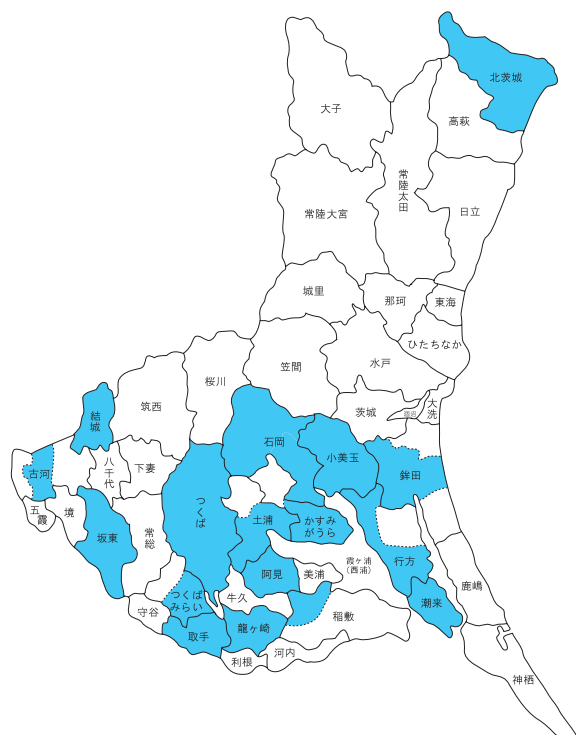 北茨城
大子
高萩
常陸太田
常陸大宮
日立
城里
那珂
東海
ひたちなか
水戸
笠間
桜川
筑西
茨城
大洗
涸沼
結城
石岡
小美玉
古河
八千代
下妻
鉾田
つくば
五霞
境
坂東
常総
土浦
かすみ
がうら
霞ヶ浦
(西浦)
行方
阿見
美浦
鹿嶋
つくば
みらい
牛久
守谷
潮来
稲敷
龍ヶ崎
取手
河内
利根
神栖